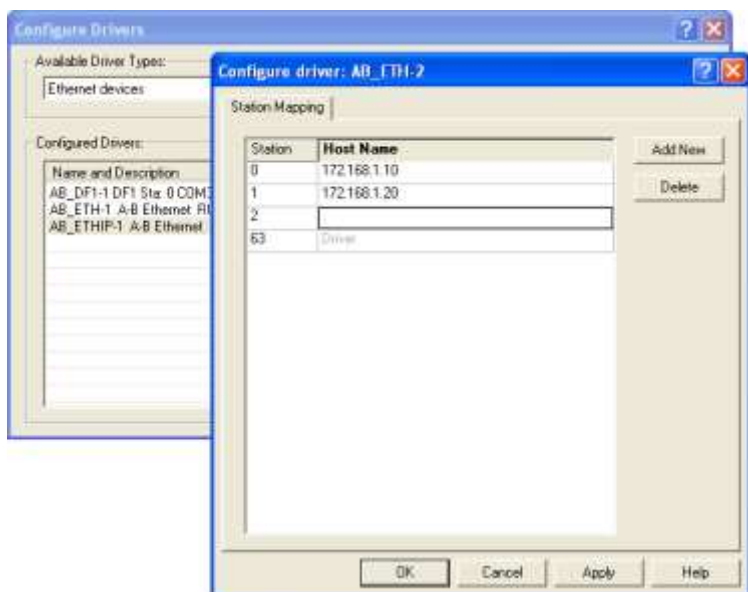 Configure Drivers
Available Driver Types:
Ethernet devices
Configured Drivers:
Name and Description
AB_DF1-1 DF1 Sta: 0 COM3
AB_ETH-1 A-B Ethernet RU
AB_ETHIP-1 A-B Ethernet
Configure driver: AB_ETH-2
Station Mapping
Station Host Name
0 172.168.1.10
1 172.168.1.20
2
63 Driver
Add New
Delete
OK Cancel Apply Help